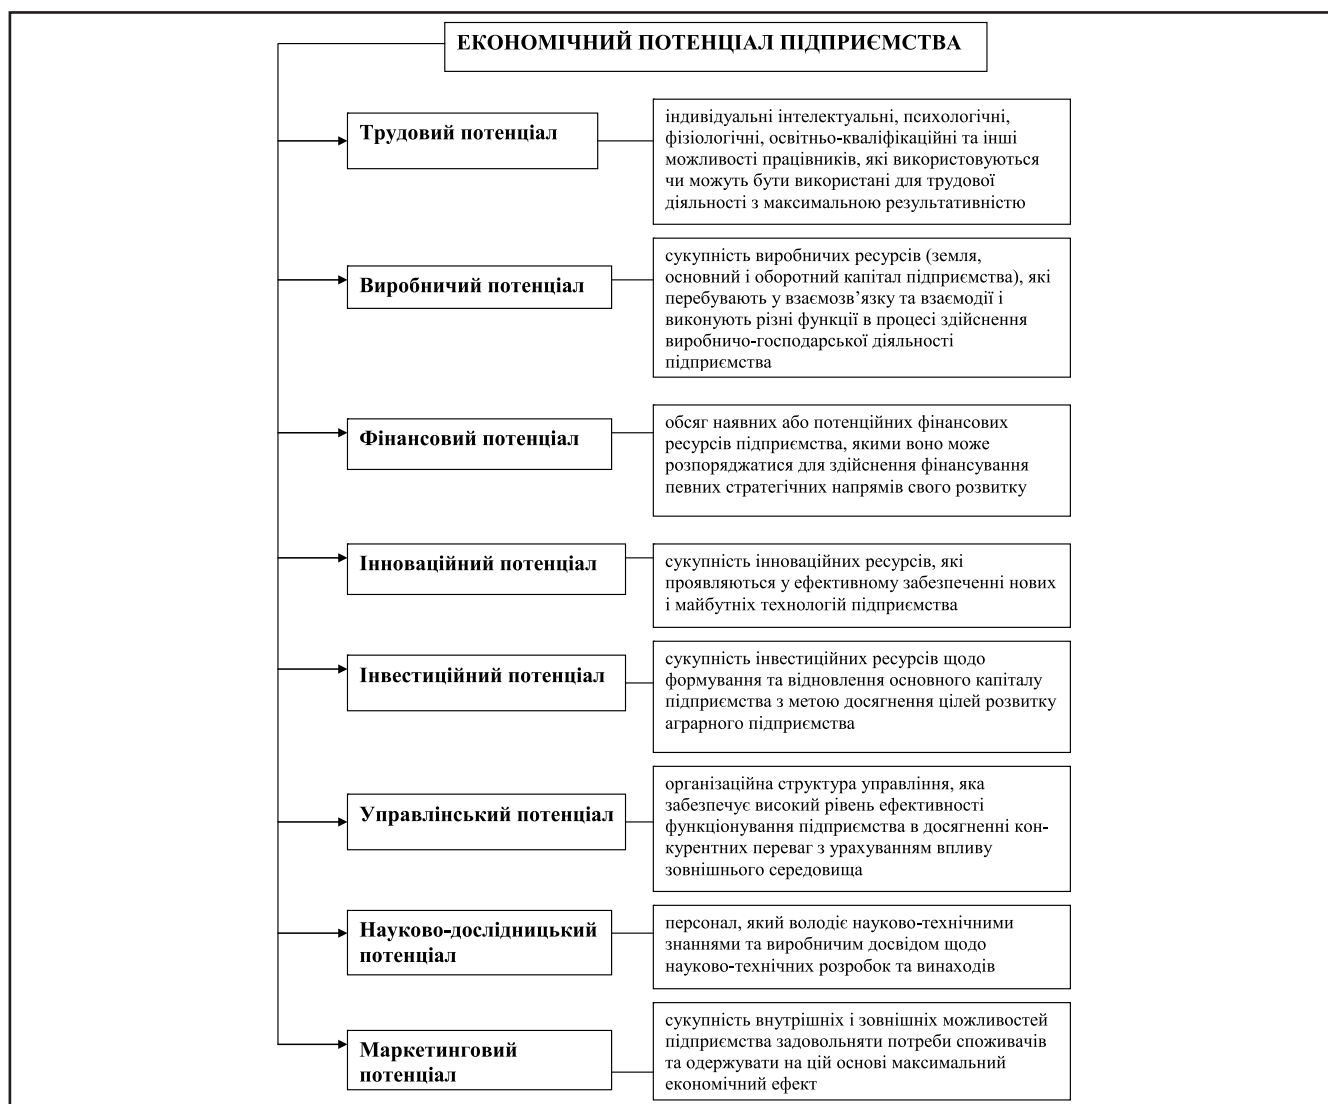 ЕКОНОМІЧНИЙ ПОТЕНЦІАЛ ПІДПРИЄМСТВА
Трудовий потенціал
індивідуальні інтелектуальні, психологічні,
фізіологічні, освітньо-кваліфікаційні та інші
можливості працівників, які використовуються
чи можуть бути використані для трудової
діяльності з максимальною результативністю
Виробничий потенціал
сукупність виробничих ресурсів (земля,
основний і оборотний капітал підприємства), які
перебувають у взаємозв’язку та взаємодії і
виконують різні функції в процесі здійснення
виробничо-господарської діяльності
підприємства
Фінансовий потенціал
обсяг наявних або потенційних фінансових
ресурсів підприємства, якими воно може
розпоряджатися для здійснення фінансування
певних стратегічних напрямів свого розвитку
Інноваційний потенціал
сукупність інноваційних ресурсів, які
проявляються у ефективному забезпеченні нових
і майбутніх технологій підприємства
Інвестиційний потенціал
сукупність інвестиційних ресурсів щодо
формування та відновлення основного капіталу
підприємства з метою досягнення цілей розвитку
аграрного підприємства
Управлінський потенціал
організаційна структура управління, яка
забезпечує високий рівень ефективності
функціонування підприємства в досягненні кон-
курентних переваг з урахуванням впливу
зовнішнього середовища
Науково-дослідницький
потенціал
персонал, який володіє науково-технічними
знаннями та виробничим досвідом щодо
науково-технічних розробок та винаходів
Маркетинговий
потенціал
сукупність внутрішніх і зовнішніх можливостей
підприємства задовольняти потреби споживачів
та одержувати на цій основі максимальний
економічний ефект